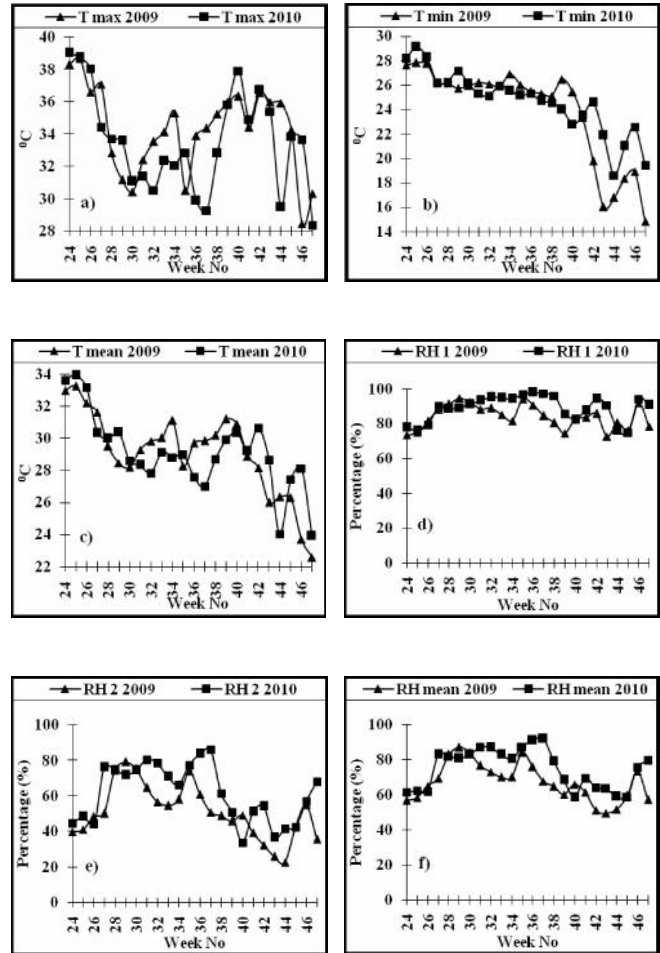 T max 2009 T max 2010
40
38
36
34
32
30
28
⁰C
a)
24 26 28 30 32 34 36 38 40 42 44 46
Week No
T min 2009 T min 2010
30
28
26
24
22
20
18
16
14
⁰C
b)
24 26 28 30 32 34 36 38 40 42 44 46
Week No
T mean 2009 T mean 2010
34
32
30
28
26
24
22
⁰C
c)
24 26 28 30 32 34 36 38 40 42 44 46
Week No
RH 1 2009 RH 1 2010
100
80
60
40
20
0
Percentage (%)
d)
24 26 28 30 32 34 36 38 40 42 44 46
Week No
RH 2 2009 RH 2 2010
100
80
60
40
20
0
Percentage (%)
e)
24 26 28 30 32 34 36 38 40 42 44 46
Week No
RH mean 2009 RH mean 2010
100
80
60
40
20
0
Percentage (%)
f)
24 26 28 30 32 34 36 38 40 42 44 46
Week No